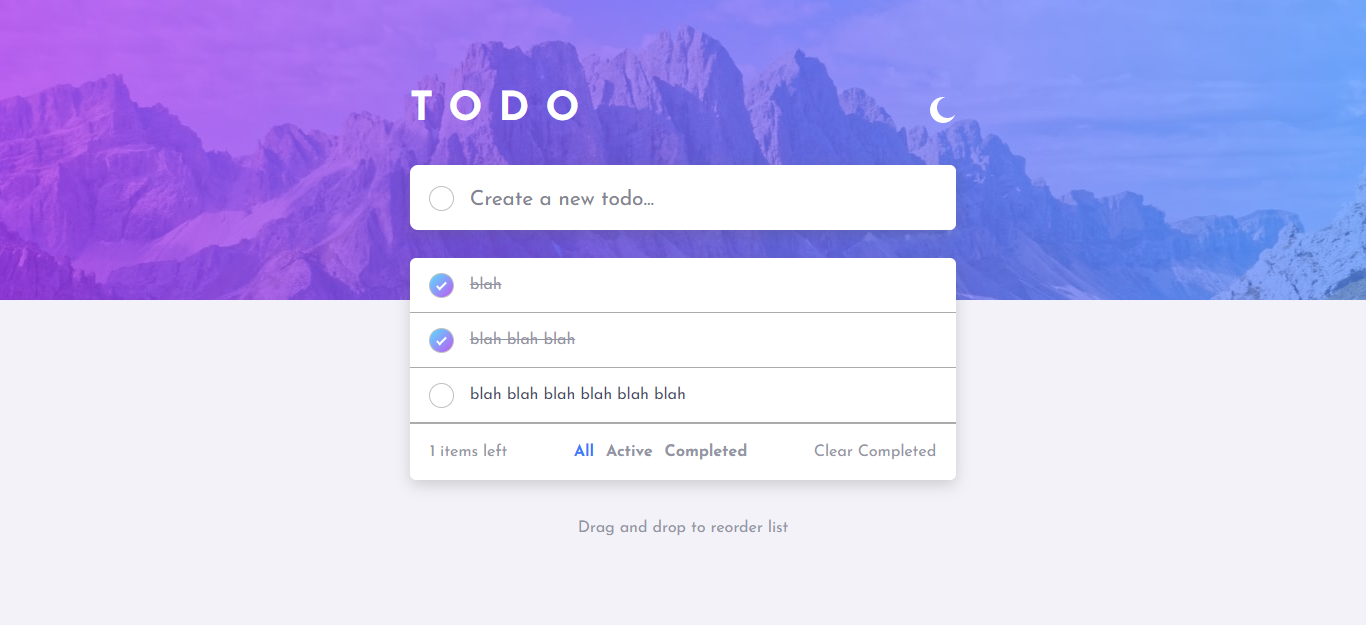 TODO
Create a new todo...
blah
blah blah blah
blah blah blah blah blah blah
1 items left All Active Completed Clear Completed
Drag and drop to reorder list